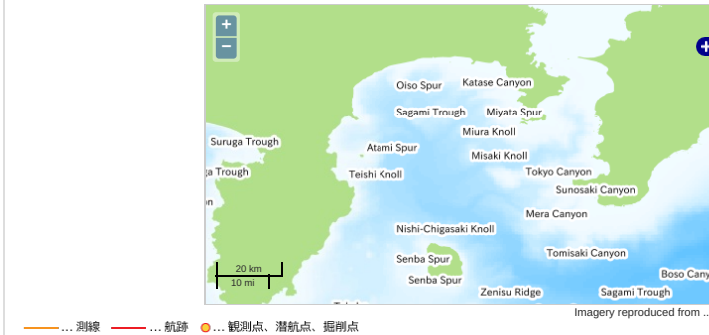 +
−
Oiso Spur
Katase Canyon
Sagami Trough
Miyata Spur
Miura Knoll
Suruga Trough
Atami Spur
Misaki Knoll
Trough
Teishi Knoll
Tokyo Canyon
Sunosaki Canyon
Mera Canyon
Nishi-Chigasaki Knoll
Tomisaki Canyon
Senba Spur
20 km
10 mi
Boso Cany
Senba Spur
Zenisu Ridge
Sagami Trough
Imagery reproduced from ...
... 測線 ... 航跡 ... 観測点、潜航点、掘削点